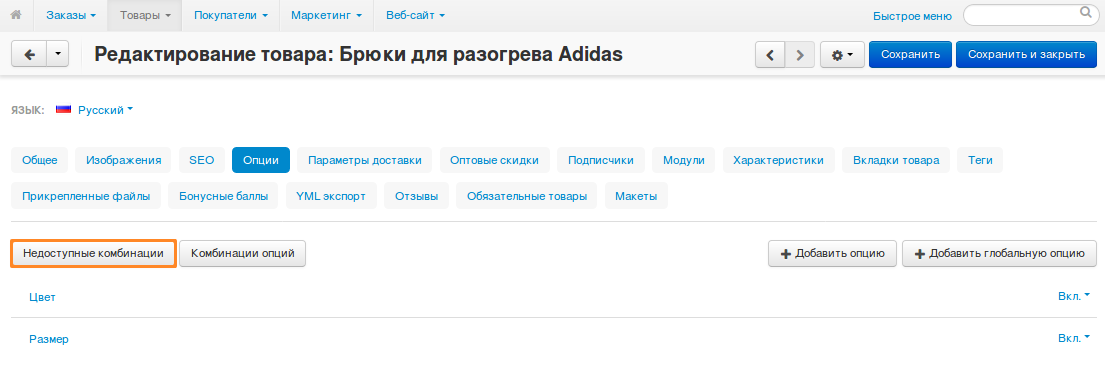 Заказы Товары Покупатели Маркетинг Веб-сайт Быстрое меню
Редактирование товара: Брюки для разогрева Adidas Сохранить Сохранить и закрыть
ЯЗЫК: Русский
Общее Изображения SEO Опции Параметры доставки Оптовые скидки Подписчики Модули Характеристики Вкладки товара Теги
Прикрепленные файлы Бонусные баллы YML экспорт Отзывы Обязательные товары Макеты
Недоступные комбинации Комбинации опций Добавить опцию Добавить глобальную опцию
Цвет Вкл.
Размер Вкл.